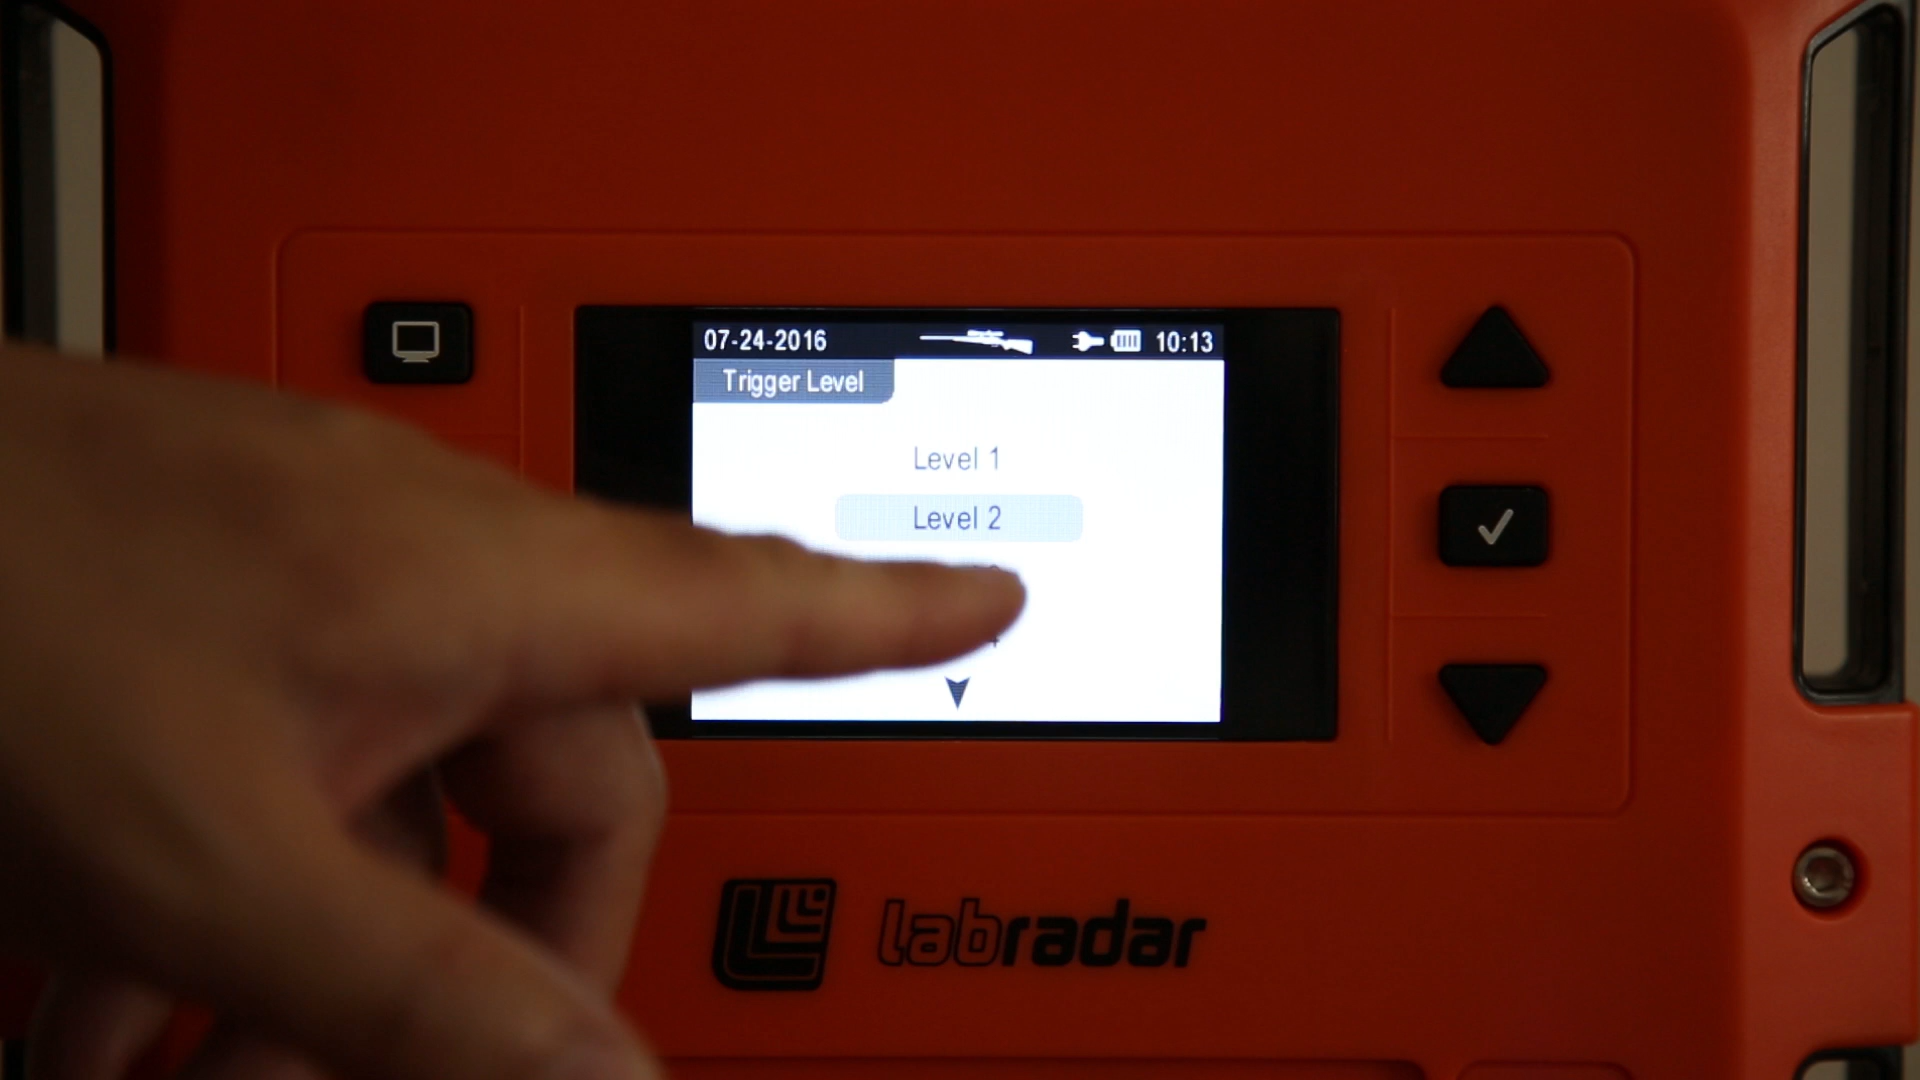 07-24-2016 10:13
Trigger Level
Level 1
Level 2
labradar